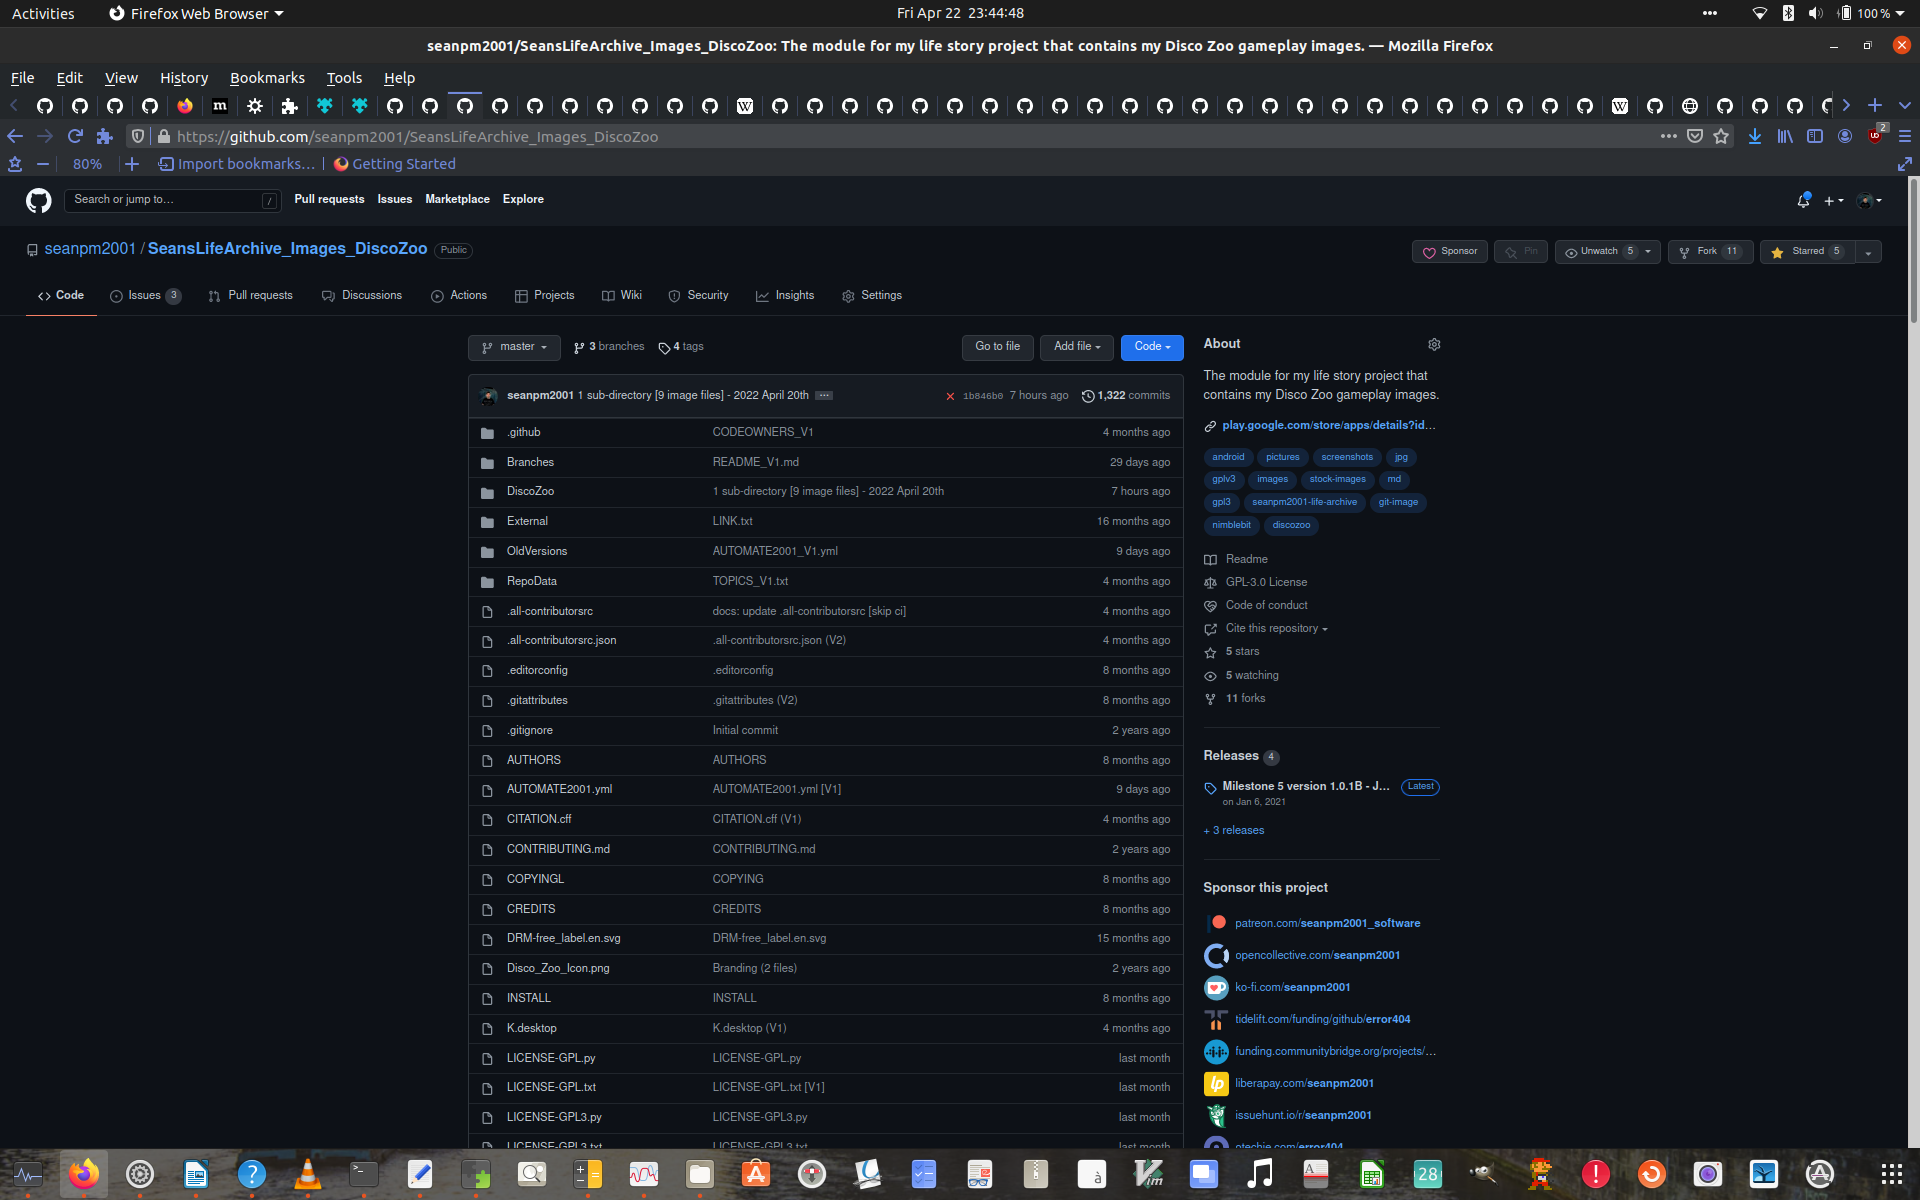 Activities
Firefox Web Browser
Fri Apr 22 23:44:48
100 %
seanpm2001/SeansLifeArchive_Images_DiscoZoo: The module for my life story project that contains my Disco Zoo gameplay images. — Mozilla Firefox
File Edit View History Bookmarks Tools Help
https://github.com/seanpm2001/SeansLifeArchive_Images_DiscoZoo
2
80%
Import bookmarks...
Getting Started
Search or jump to...
/
Pull requests Issues Marketplace Explore
seanpm2001 / SeansLifeArchive_Images_DiscoZoo Public
Sponsor Pin Unwatch 5 Fork 11 Starred 5
Code Issues 3 Pull requests Discussions Actions Projects Wiki Security Insights Settings
master 3 branches 4 tags
Go to file Add file Code
seanpm2001 1 sub-directory [9 image files] - 2022 April 20th ... 1b846b0 7 hours ago 1,322 commits
.github CODEOWNERS_V1 4 months ago
Branches README_V1.md 29 days ago
DiscoZoo 1 sub-directory [9 image files] - 2022 April 20th 7 hours ago
External LINK.txt 16 months ago
OldVersions AUTOMATE2001_V1.yml 9 days ago
RepoData TOPICS_V1.txt 4 months ago
.all-contributorsrc docs: update .all-contributorsrc [skip ci] 4 months ago
.all-contributorsrc.json .all-contributorsrc.json (V2) 4 months ago
.editorconfig .editorconfig 8 months ago
.gitattributes .gitattributes (V2) 8 months ago
.gitignore Initial commit 2 years ago
AUTHORS AUTHORS 8 months ago
AUTOMATE2001.yml AUTOMATE2001.yml [V1] 9 days ago
CITATION.cff CITATION.cff (V1) 4 months ago
CONTRIBUTING.md CONTRIBUTING.md 2 years ago
COPYINGL COPYING 8 months ago
CREDITS CREDITS 8 months ago
DRM-free_label.en.svg DRM-free_label.en.svg 15 months ago
Disco_Zoo_Icon.png Branding (2 files) 2 years ago
INSTALL INSTALL 8 months ago
K.desktop K.desktop (V1) 4 months ago
LICENSE-GPL.py LICENSE-GPL.py last month
LICENSE-GPL.txt LICENSE-GPL.txt [V1] last month
LICENSE-GPL3.py LICENSE-GPL3.py last month
LICENSE-GPL3.txt LICENSE-GPL3.txt last month
About
The module for my life story project that
contains my Disco Zoo gameplay images.
play.google.com/store/apps/details?id...
android pictures screenshots jpg
gplv3 images stock-images md
gpl3 seanpm2001-life-archive git-image
nimblebit discozoo
Readme
GPL-3.0 License
Code of conduct
Cite this repository
5 stars
5 watching
11 forks
Releases 4
Milestone 5 version 1.0.1B - J... Latest
on Jan 6, 2021
+ 3 releases
Sponsor this project
patreon.com/seanpm2001_software
opencollective.com/seanpm2001
ko-fi.com/seanpm2001
tidelift.com/funding/github/error404
funding.communitybridge.org/projects/...
liberapay.com/seanpm2001
issuehunt.io/r/seanpm2001
otechie.com/error404
28